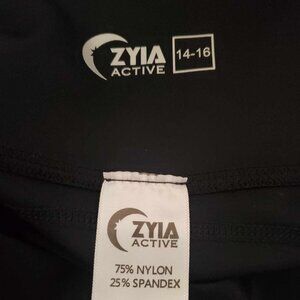 ZYIA
ACTIVE
14-16
ZYIA
ACTIVE
75% NYLON
25% SPANDEX